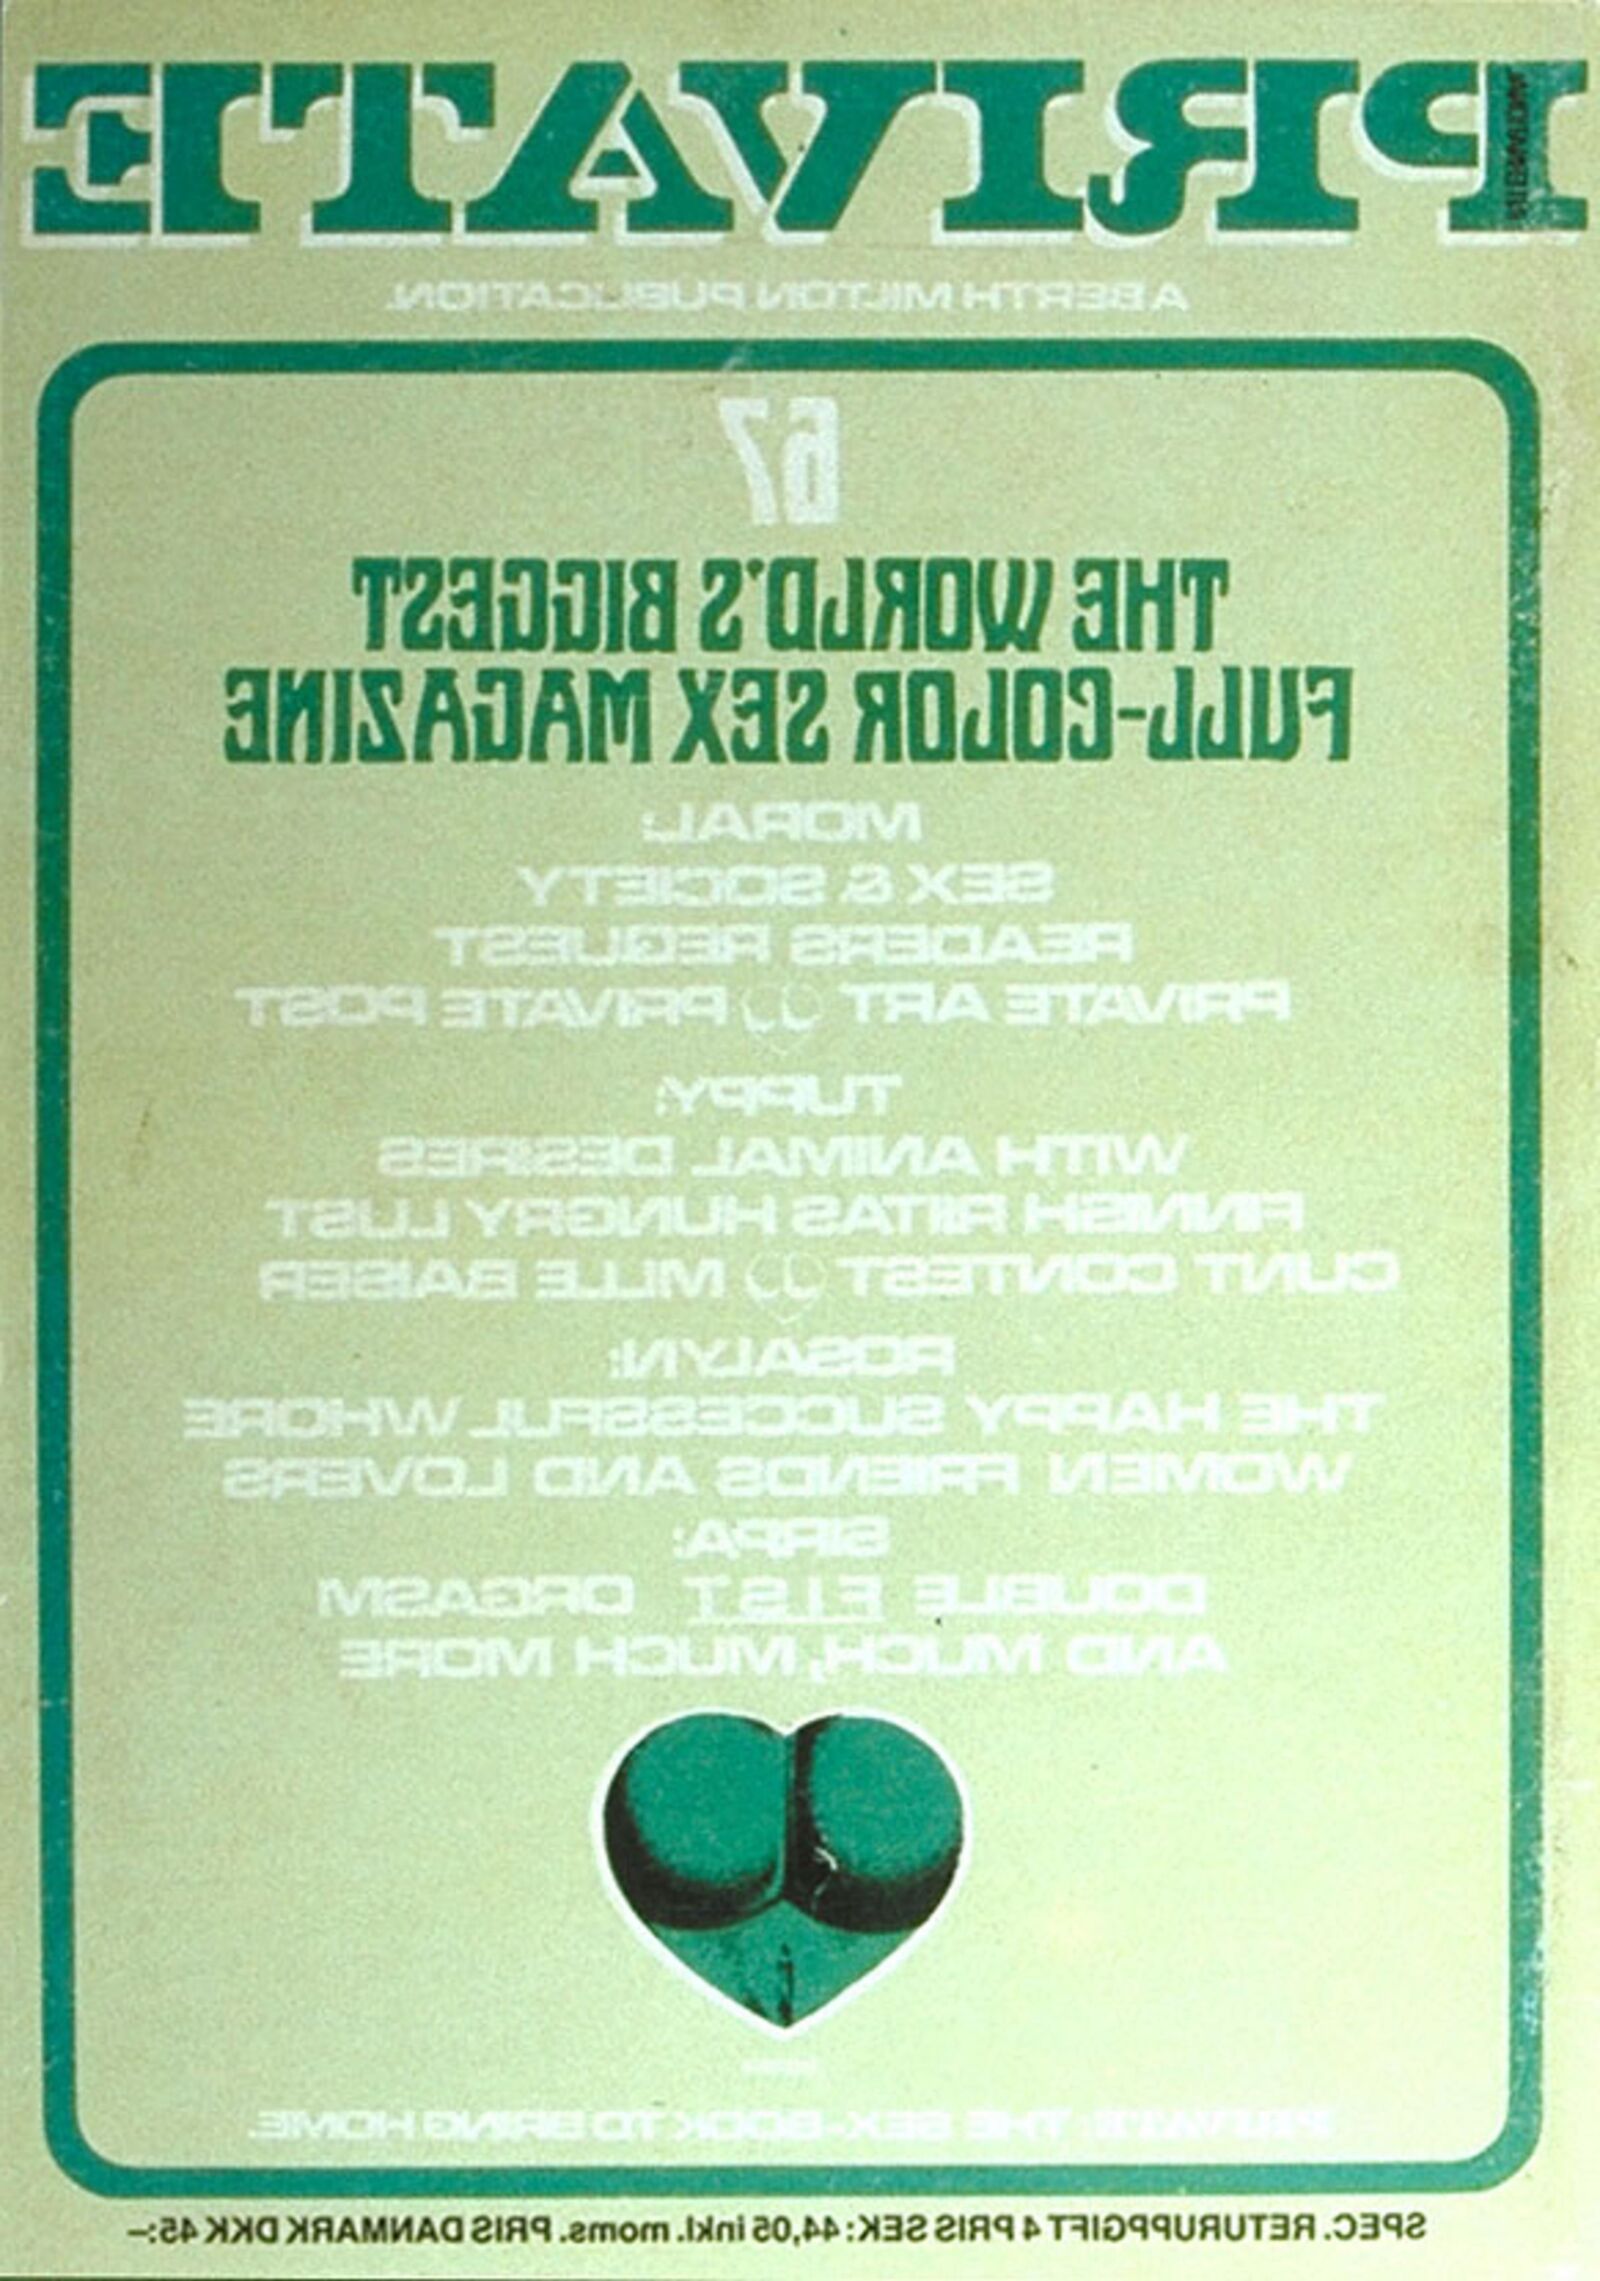 PRIVATE
A BERTH MILTON PUBLICATION.
67
THE WORLD'S BIGGEST
FULL-COLOR SEX MAGAZINE
MORAL:
SEX & SOCIETY
READERS REQUEST
PRIVATE ART PRIVATE POST
TUPPY:
WITH ANIMAL DESIRES
FINNISH RIITAS HUNGRY LUST
CUNT CONTEST MILLE BAISER
ROSALYN:
THE HAPPY SUCCESSFUL WHORE
WOMEN FRIENDS AND LOVERS
SIRPA:
DOUBLE F.I.S.T ORGASM
AND MUCH, MUCH MORE
PRIVATE: THE SEX-BOOK TO BRING HOME.
SPEC. RETURUPPGIFT 4 PRIS SEK: 44,05 inkl. moms. PRIS DANMARK DKK 45:–